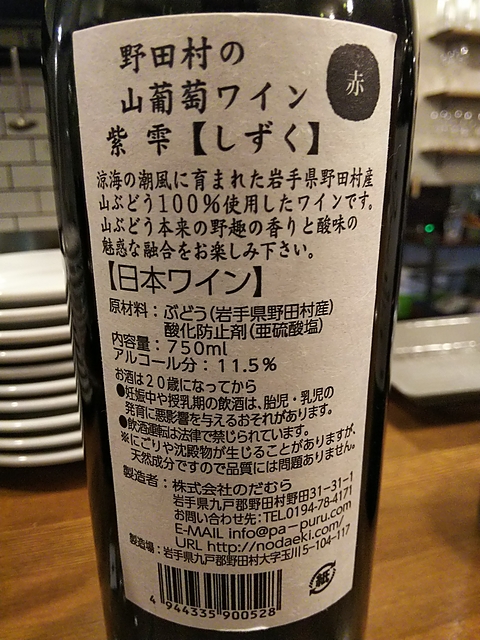 野田村の
山葡萄ワイン
紫雫【しずく】
赤
涼海の潮風に育まれた岩手県野田村産
山ぶどう100%使用したワインです。
山ぶどう本来の野趣の香りと酸味の
魅惑な融合をお楽しみ下さい。
【日本ワイン】
原材料：ぶどう(岩手県野田村産)
酸化防止剤(亜硫酸塩)
内容量：750ml
アルコール分：11.5%
お酒は20歳になってから
●妊娠中や授乳期の飲酒は、胎児・乳児の
発育に悪影響を与えるおそれがあります。
●飲酒運転は法律で禁じられています。
※にごりや沈殿物が生じることがありますが、
天然成分ですので品質には問題ありません。
製造者：株式会社のだむら
岩手県九戸郡野田村野田31-31-1
お問い合わせ先：TEL.0194-78-4171
E-MAIL info@pa-puru.com
URL http://nodaeki.com/
製造場：岩手県九戸郡野田村大字玉川5-104-117
紙
4 944335 900528